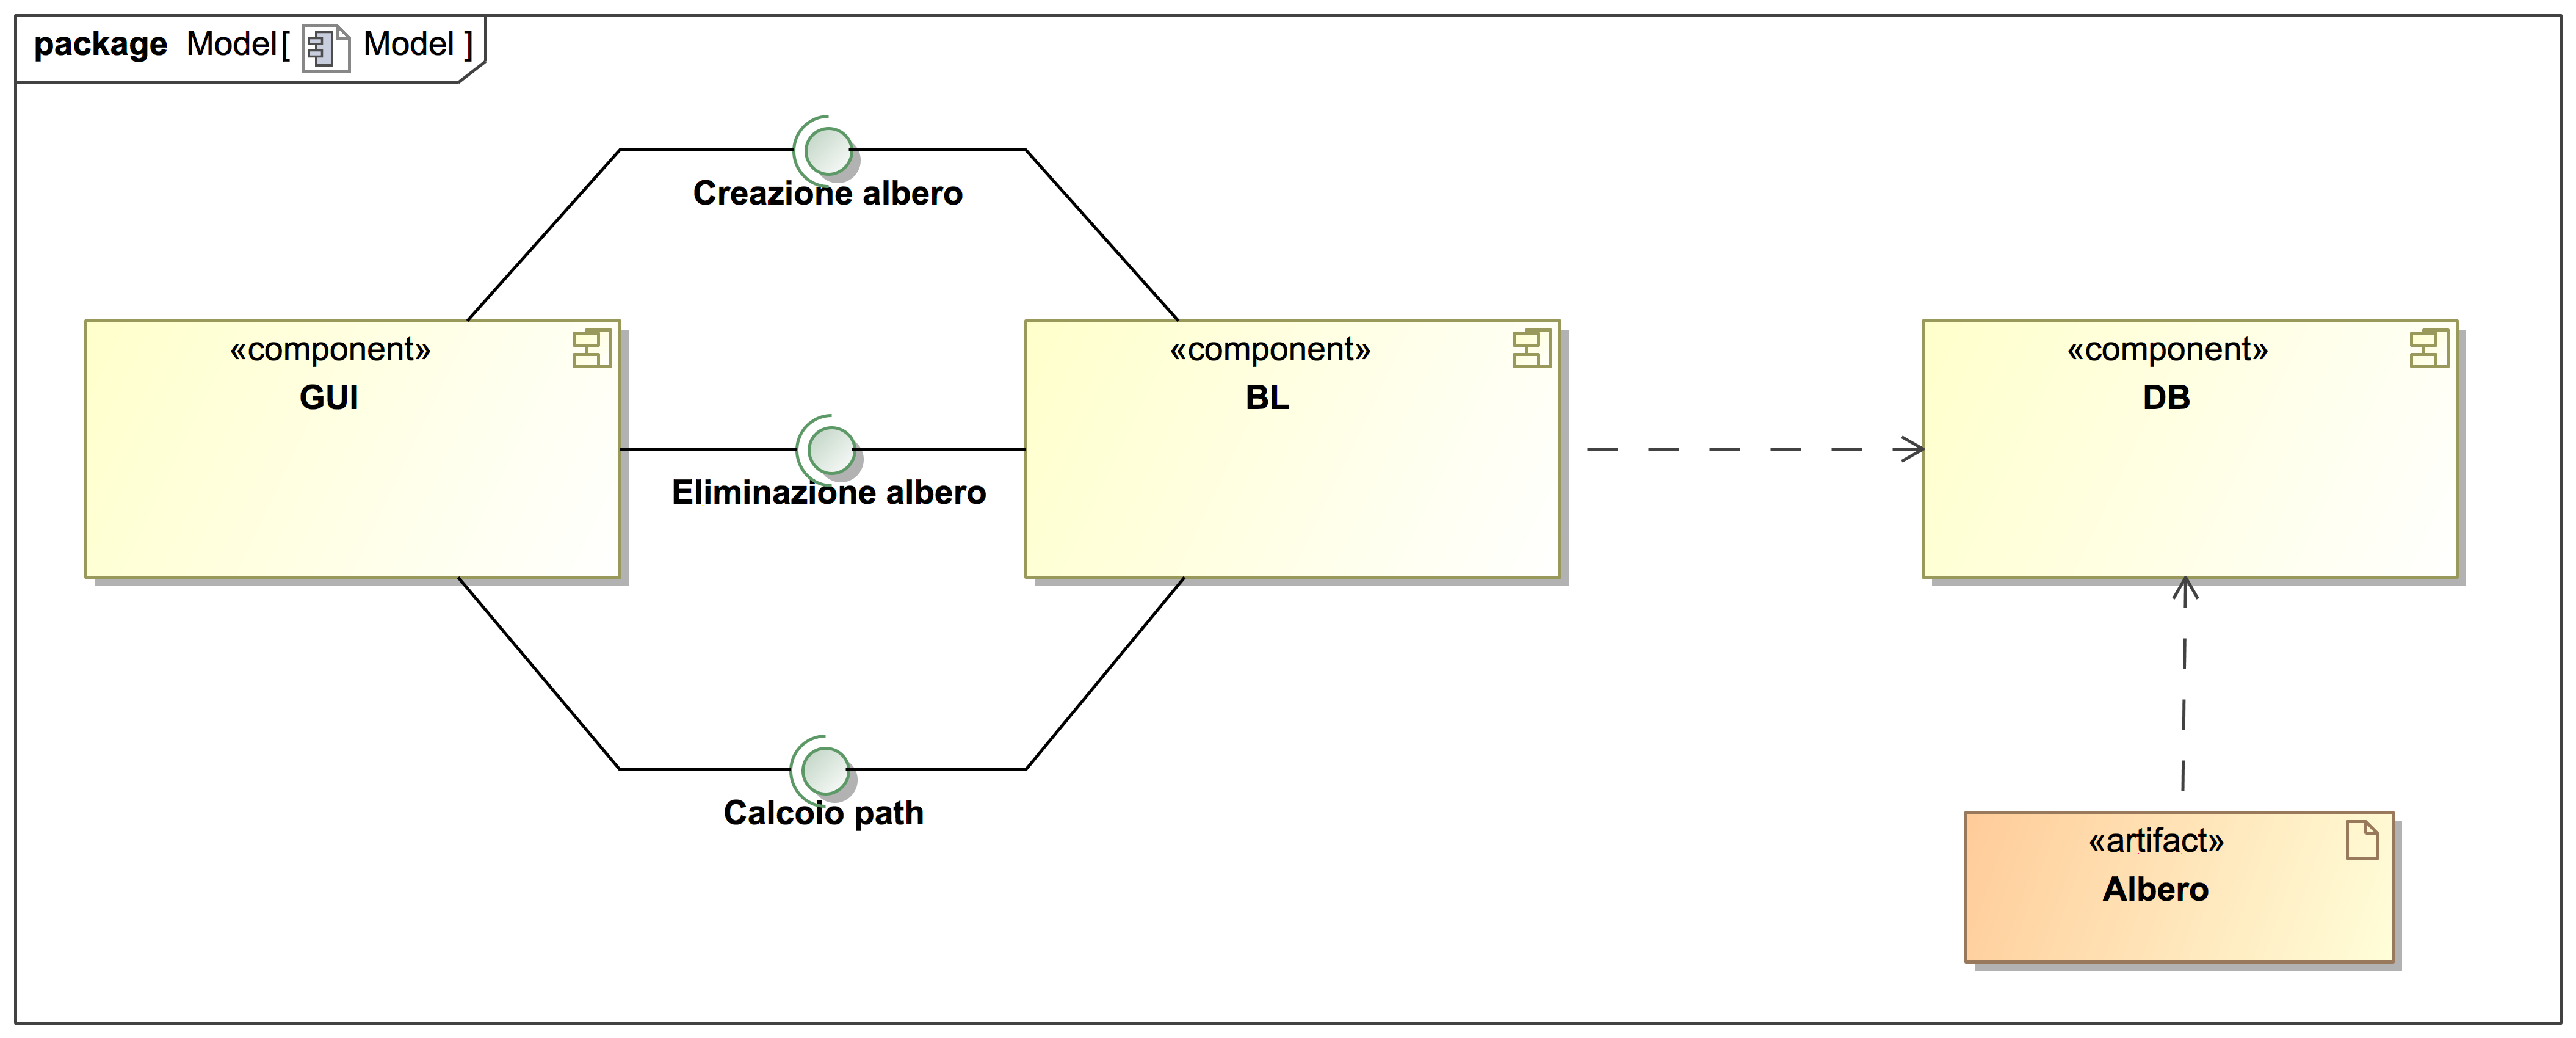 package Model[ Model ]
Creazione albero
«component»
GUI
«component»
BL
«component»
DB
Eliminazione albero
Calcolo path
«artifact»
Albero